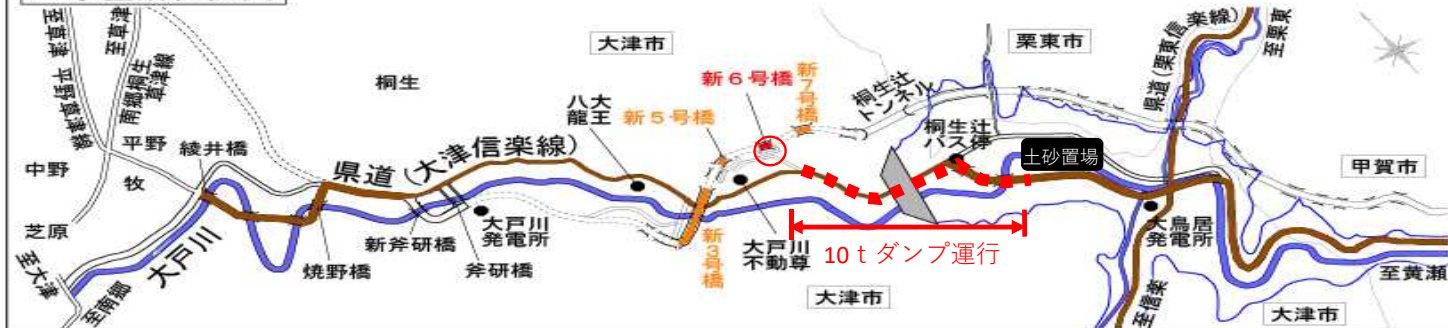 至草津
平野草津線
至草津
南郷桐生草津線
中野
平野
牧
芝原
至大津
至南郷
綾井橋
大戸川
桐生
焼野橋
県道(大津信楽線)
新斧研橋
斧研橋
大戸川
発電所
八大
龍王
大津市
新5号橋
新3号橋
新6号橋
新7号橋
大戸川
不動尊
10tダンプ運行
大津市
桐生辻
トンネル
桐生辻
バス停
土砂置場
栗東市
県道(栗東信楽線)
至栗東
大鳥居
発電所
至信楽
甲賀市
至黄瀬
大津市